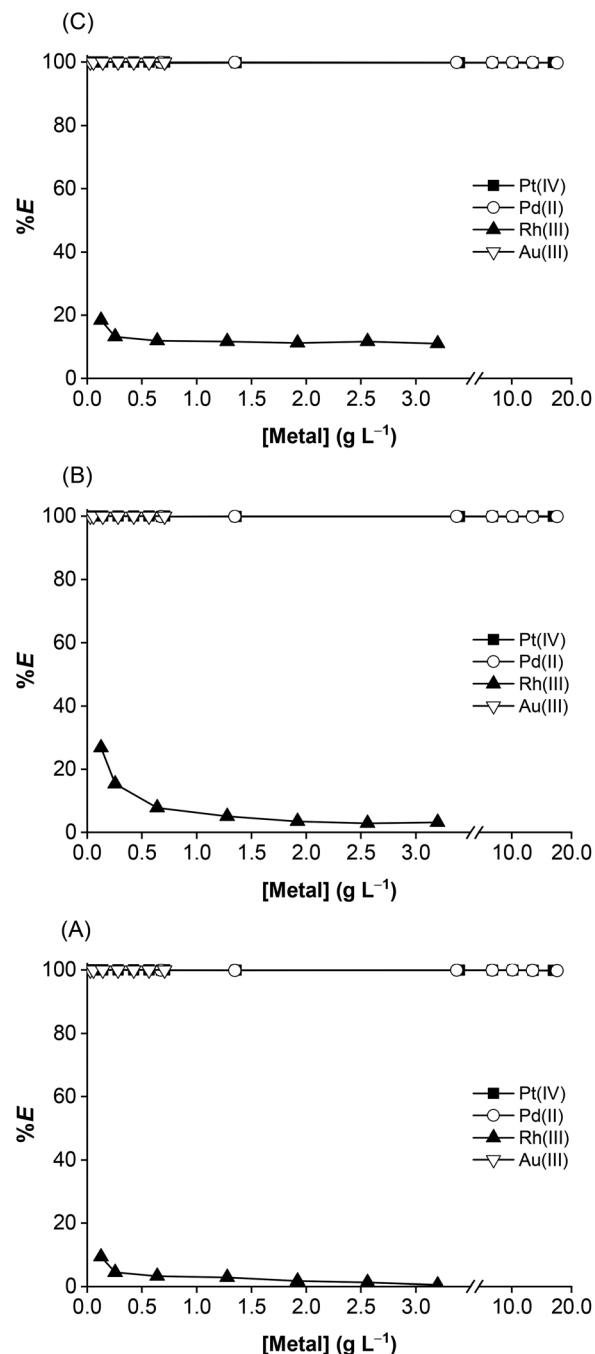 (C)
100
80
60
40
20
0
%E
Pt(IV)
Pd(II)
Rh(III)
Au(III)
0.0 0.5 1.0 1.5 2.0 2.5 3.0 10.0 20.0
[Metal] (g L⁻¹)
(B)
100
80
60
40
20
0
%E
Pt(IV)
Pd(II)
Rh(III)
Au(III)
0.0 0.5 1.0 1.5 2.0 2.5 3.0 10.0 20.0
[Metal] (g L⁻¹)
(A)
100
80
60
40
20
0
%E
Pt(IV)
Pd(II)
Rh(III)
Au(III)
0.0 0.5 1.0 1.5 2.0 2.5 3.0 10.0 20.0
[Metal] (g L⁻¹)